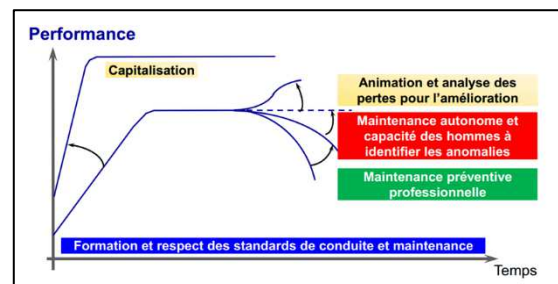 Performance
Capitalisation
Animation et analyse des
pertes pour l'amélioration
Maintenance autonome et
capacité des hommes à
identifier les anomalies
Maintenance préventive
professionnelle
Formation et respect des standards de conduite et maintenance
Temps